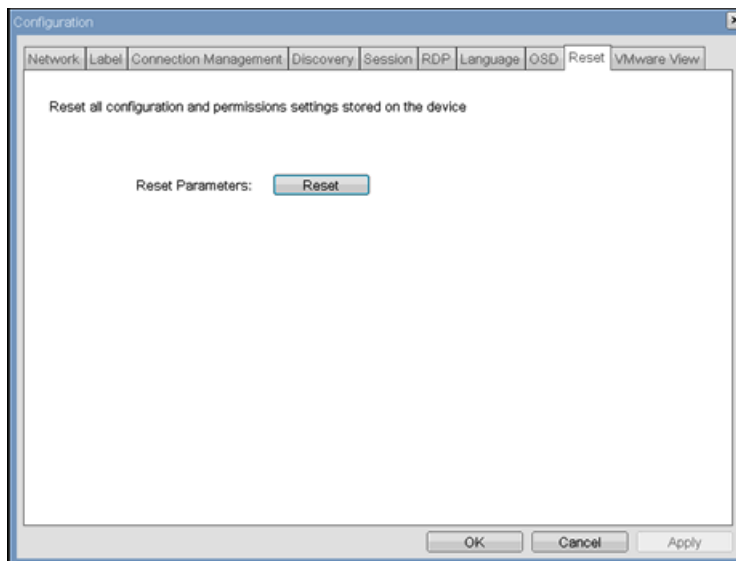 Configuration
Network Label Connection Management Discovery Session RDP Language OSD Reset VMware View
Reset all configuration and permissions settings stored on the device
Reset Parameters: Reset
OK Cancel Apply